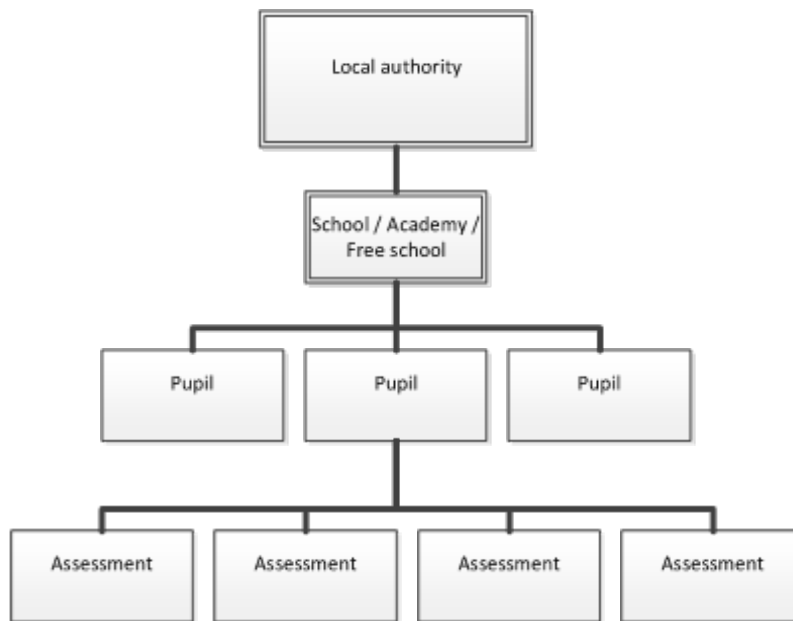 Local authority
School / Academy /
Free school
Pupil
Pupil
Pupil
Assessment
Assessment
Assessment
Assessment